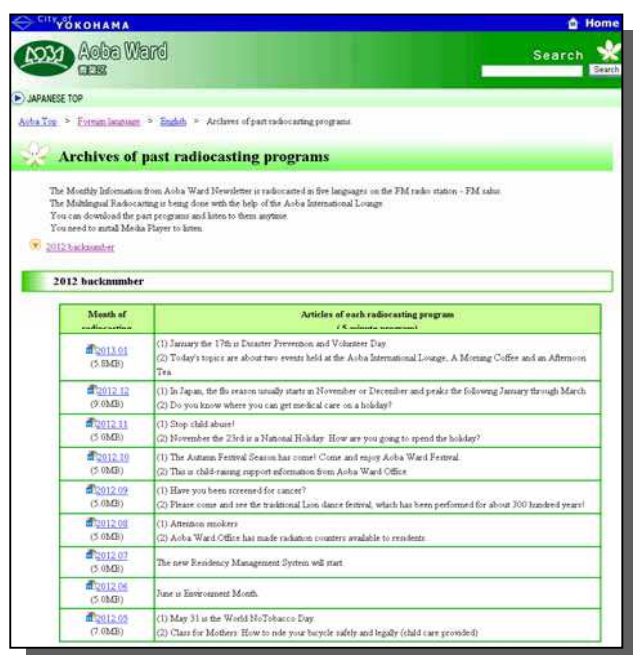 City of
YOKOHAMA
Home
Aoba Ward
青葉区
Search
Search
JAPANESE TOP
Aoba Top > Foreign language > English > Archives of past radiocasting programs
Archives of past radiocasting programs
The Monthly Information from Aoba Ward Newsletter is radiocasted in five languages on the FM radio station - FM salus
The Multilingual Radiocasting is being done with the help of the Aoba International Lounge.
You can download the past programs and listen to them anytime.
You need to install Media Player to listen
2012 backnumber
2012 backnumber
Month of
radiocasting
Articles of each radiocasting program
( 5 minute program)
2013.01
(5.8MB)
(1) January the 17th is Disaster Prevention and Volunteer Day
(2) Today's topics are about two events held at the Aoba International Lounge, A Morning Coffee and an Afternoon
Tea
2012.12
(9.0MB)
(1) In Japan, the flu season usually starts in November or December and peaks the following January through March.
(2) Do you know where you can get medical care on a holiday?
2012.11
(5.0MB)
(1) Stop child abuse!
(2) November the 23rd is a National Holiday. How are you going to spend the holiday?
2012.10
(5.0MB)
(1) The Autumn Festival Season has come! Come and enjoy Aoba Ward Festival.
(2) This is child-raising support information from Aoba Ward Office
2012.09
(5.0MB)
(1) Have you been screened for cancer?
(2) Please come and see the traditional Lion dance festival, which has been performed for about 300 hundred years!
2012.08
(5.0MB)
(1) Attention smokers
(2) Aoba Ward Office has made radiation counters available to residents
2012.07
(5.0MB)
The new Residency Management System will start
2012.06
(5.0MB)
June is Environment Month.
2012.05
(7.0MB)
(1) May 31 is the World NoTobacco Day.
(2) Class for Mothers: How to ride your bicycle safely and legally (child care provided)